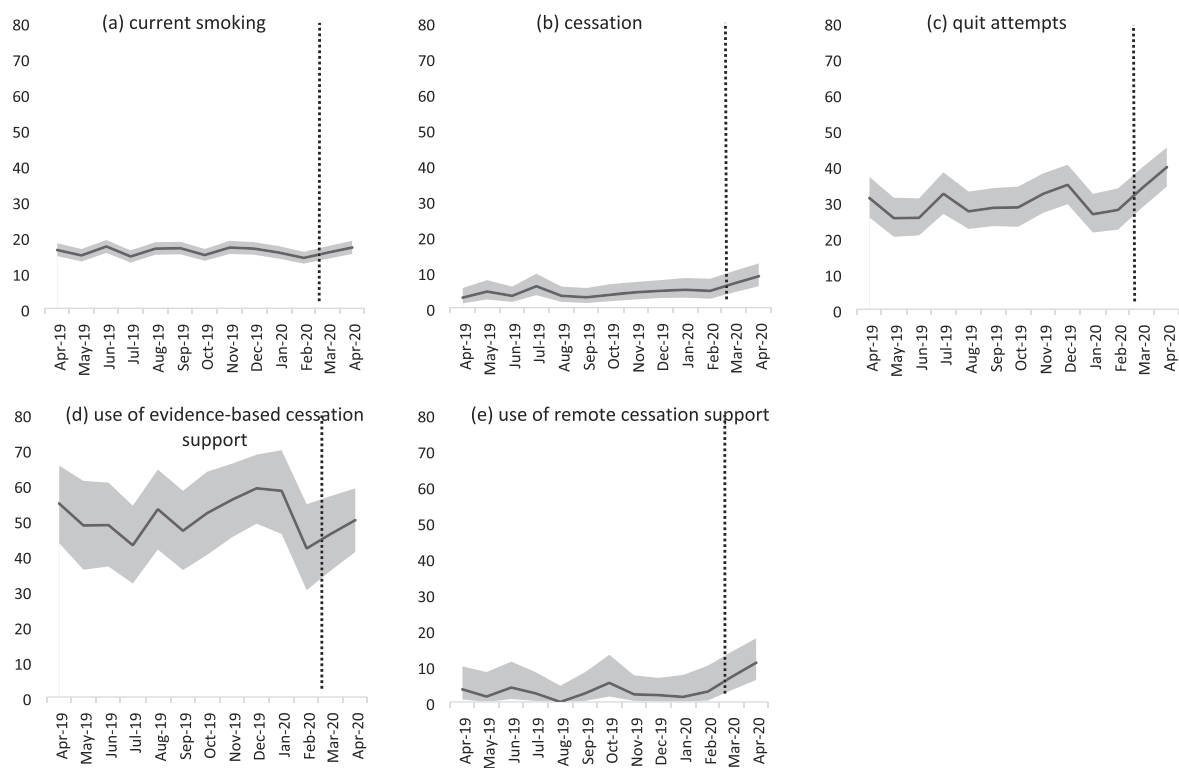 (a) current smoking
80
70
60
50
40
30
20
10
0
Apr-19
May-19
Jun-19
Jul-19
Aug-19
Sep-19
Oct-19
Nov-19
Dec-19
Jan-20
Feb-20
Mar-20
Apr-20
(b) cessation
80
70
60
50
40
30
20
10
0
Apr-19
May-19
Jun-19
Jul-19
Aug-19
Sep-19
Oct-19
Nov-19
Dec-19
Jan-20
Feb-20
Mar-20
Apr-20
(c) quit attempts
80
70
60
50
40
30
20
10
0
Apr-19
May-19
Jun-19
Jul-19
Aug-19
Sep-19
Oct-19
Nov-19
Dec-19
Jan-20
Feb-20
Mar-20
Apr-20
(d) use of evidence-based cessation
support
80
70
60
50
40
30
20
10
0
Apr-19
May-19
Jun-19
Jul-19
Aug-19
Sep-19
Oct-19
Nov-19
Dec-19
Jan-20
Feb-20
Mar-20
Apr-20
(e) use of remote cessation support
80
70
60
50
40
30
20
10
0
Apr-19
May-19
Jun-19
Jul-19
Aug-19
Sep-19
Oct-19
Nov-19
Dec-19
Jan-20
Feb-20
Mar-20
Apr-20